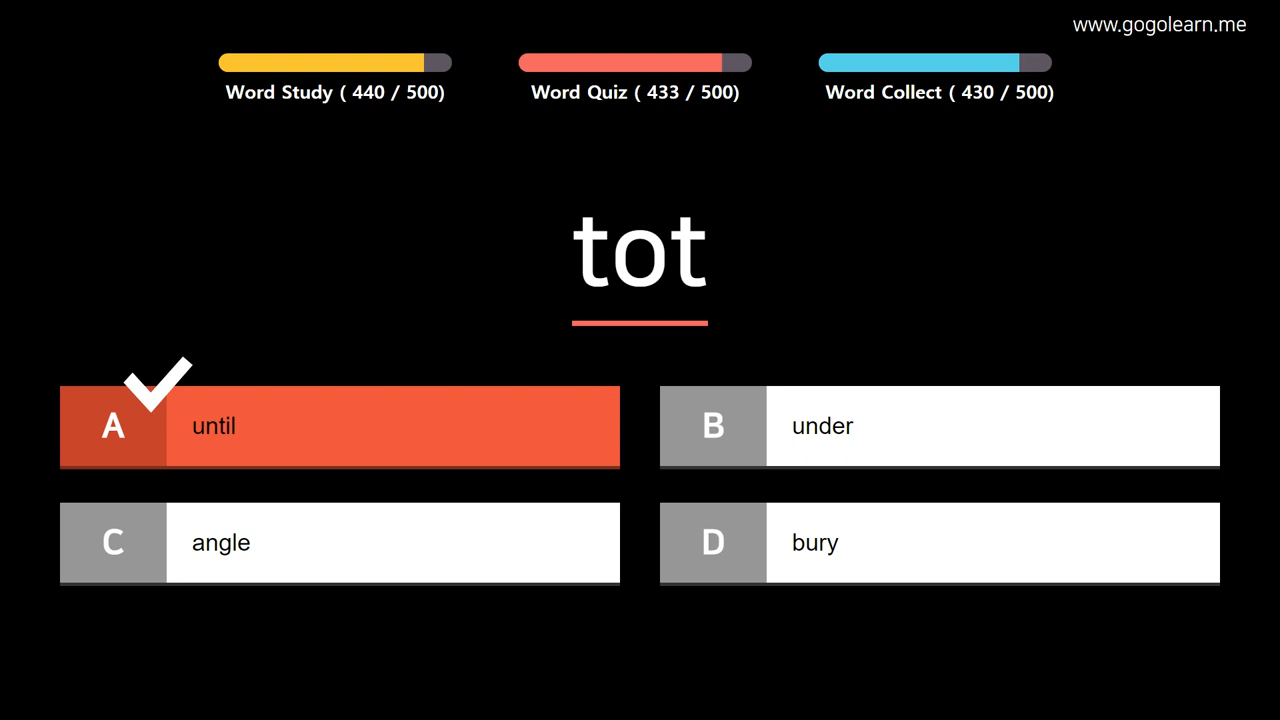 www.gogolearn.me
Word Study ( 440 / 500)
Word Quiz ( 433 / 500)
Word Collect ( 430 / 500)
tot
A until
B under
C angle
D bury